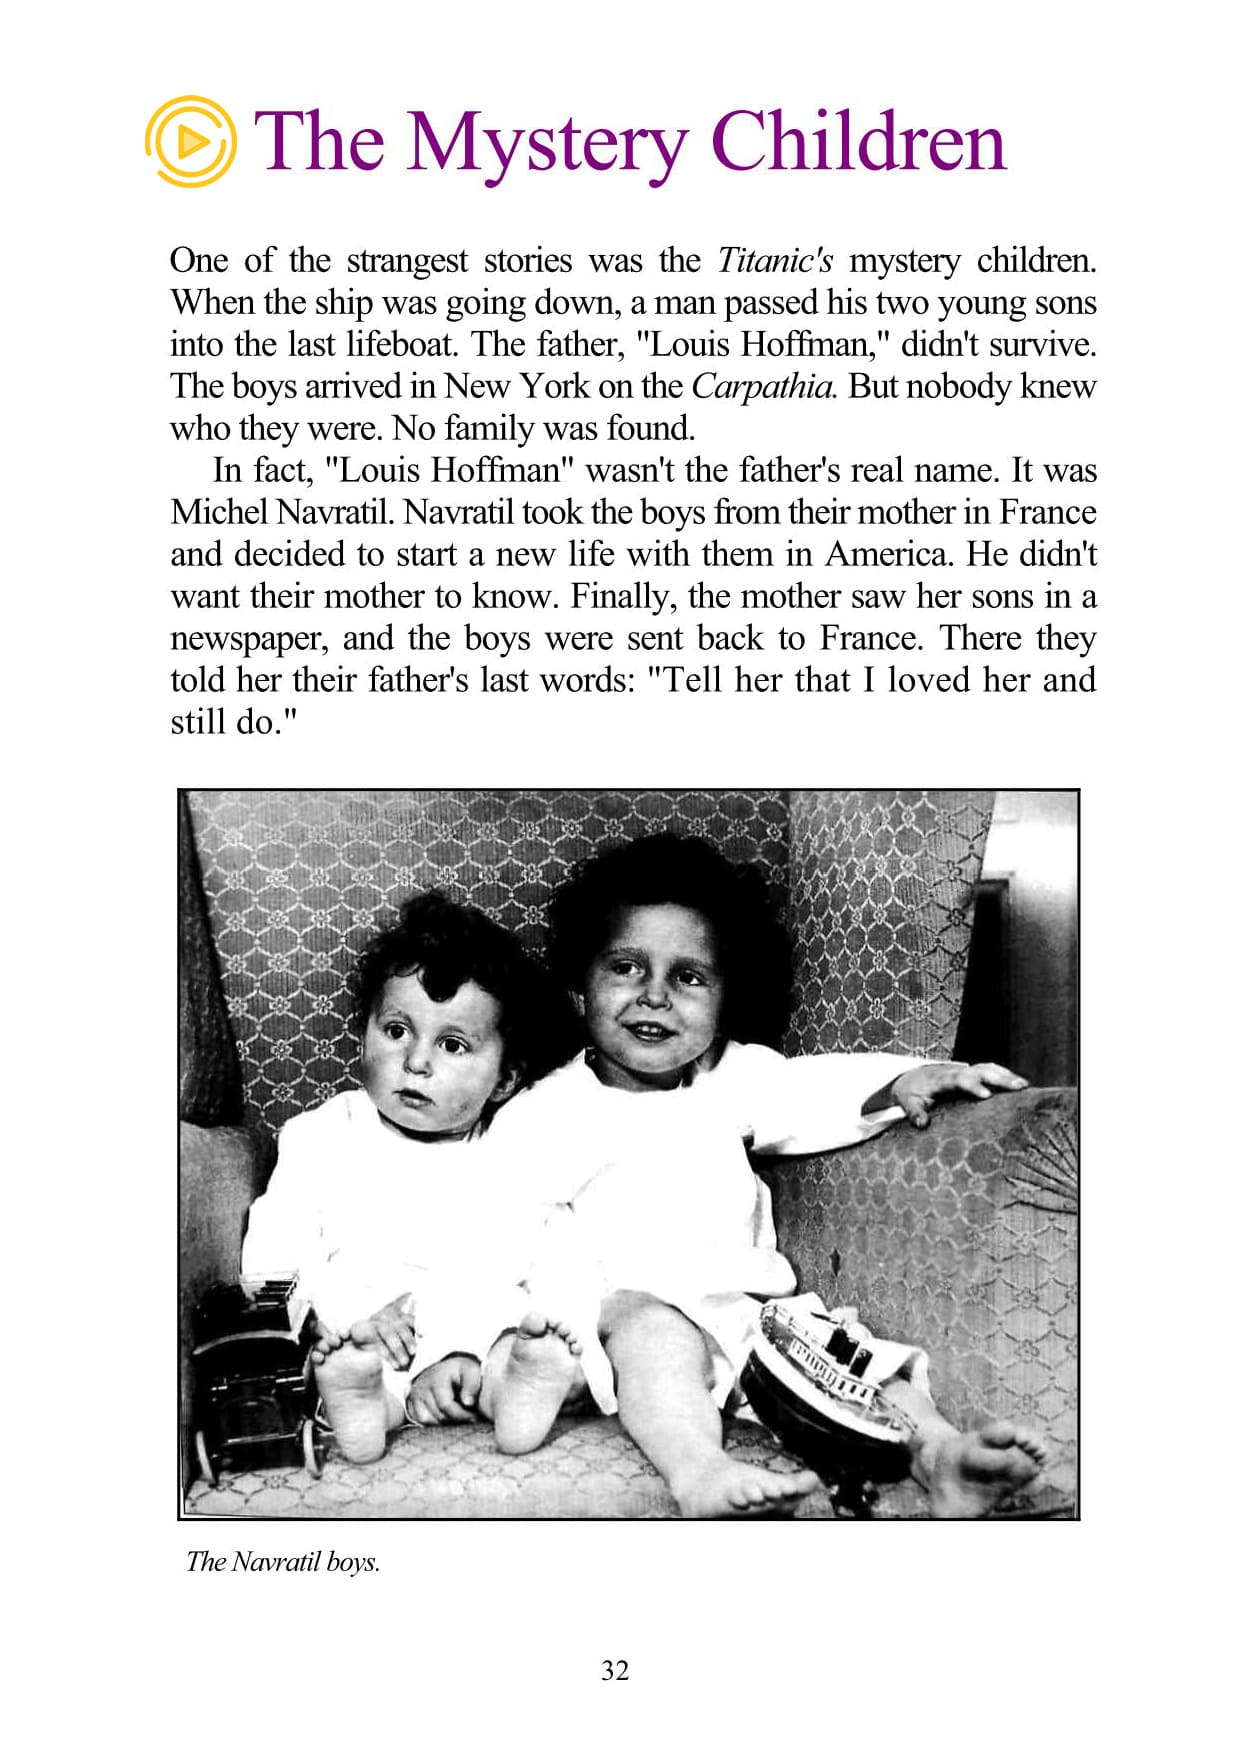 The Mystery Children
One of the strangest stories was the Titanic's mystery children.
When the ship was going down, a man passed his two young sons
into the last lifeboat. The father, "Louis Hoffman," didn't survive.
The boys arrived in New York on the Carpathia. But nobody knew
who they were. No family was found.
In fact, "Louis Hoffman" wasn't the father's real name. It was
Michel Navratil. Navratil took the boys from their mother in France
and decided to start a new life with them in America. He didn't
want their mother to know. Finally, the mother saw her sons in a
newspaper, and the boys were sent back to France. There they
told her their father's last words: "Tell her that I loved her and
still do."
The Navratil boys.
32